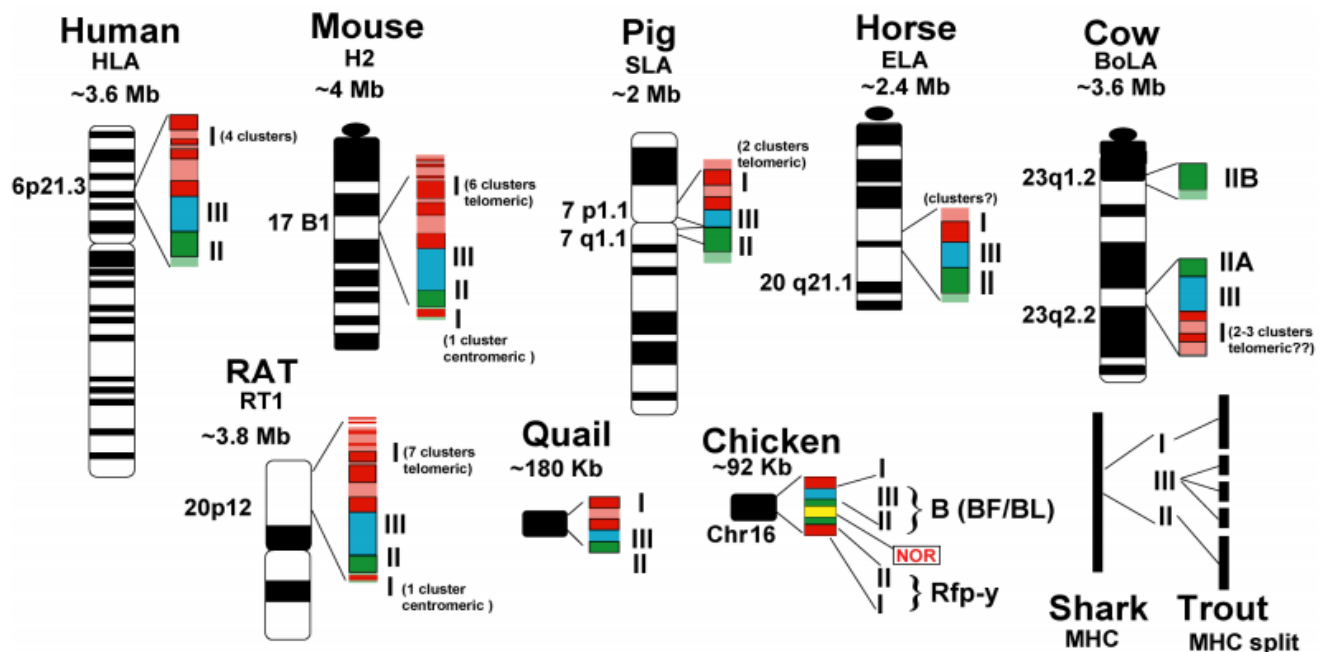 Human
HLA
~3.6 Mb
6p21.3
I (4 clusters)
III
II
Mouse
H2
~4 Mb
17 B1
I (6 clusters
telomeric)
III
II
I
(1 cluster
centromeric )
Pig
SLA
~2 Mb
(2 clusters
telomeric)
I
7 p1.1
III
7 q1.1
II
Horse
ELA
~2.4 Mb
(clusters?)
I
III
II
20 q21.1
Cow
BoLA
~3.6 Mb
23q1.2
IIB
IIA
III
23q2.2
I (2-3 clusters
telomeric??)
RAT
RT1
~3.8 Mb
I (7 clusters
telomeric)
20p12
III
II
I (1 cluster
centromeric )
Quail
~180 Kb
I
III
II
Chicken
~92 Kb
Chr16
I
III
II
} B (BF/BL)
NOR
II
I
} Rfp-y
I
III
II
Shark
MHC
Trout
MHC split